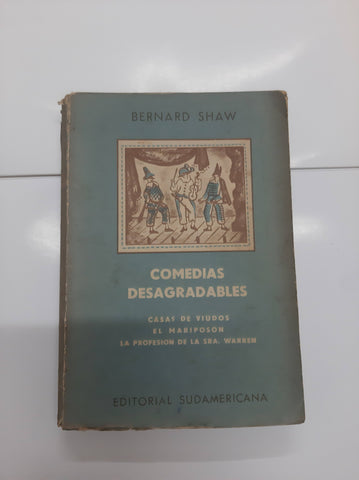 BERNARD SHAW
COMEDIAS
DESAGRADABLES
CASAS DE VIUDOS
EL MARIPOSON
LA PROFESION DE LA SRA. WARREN
EDITORIAL SUDAMERICANA